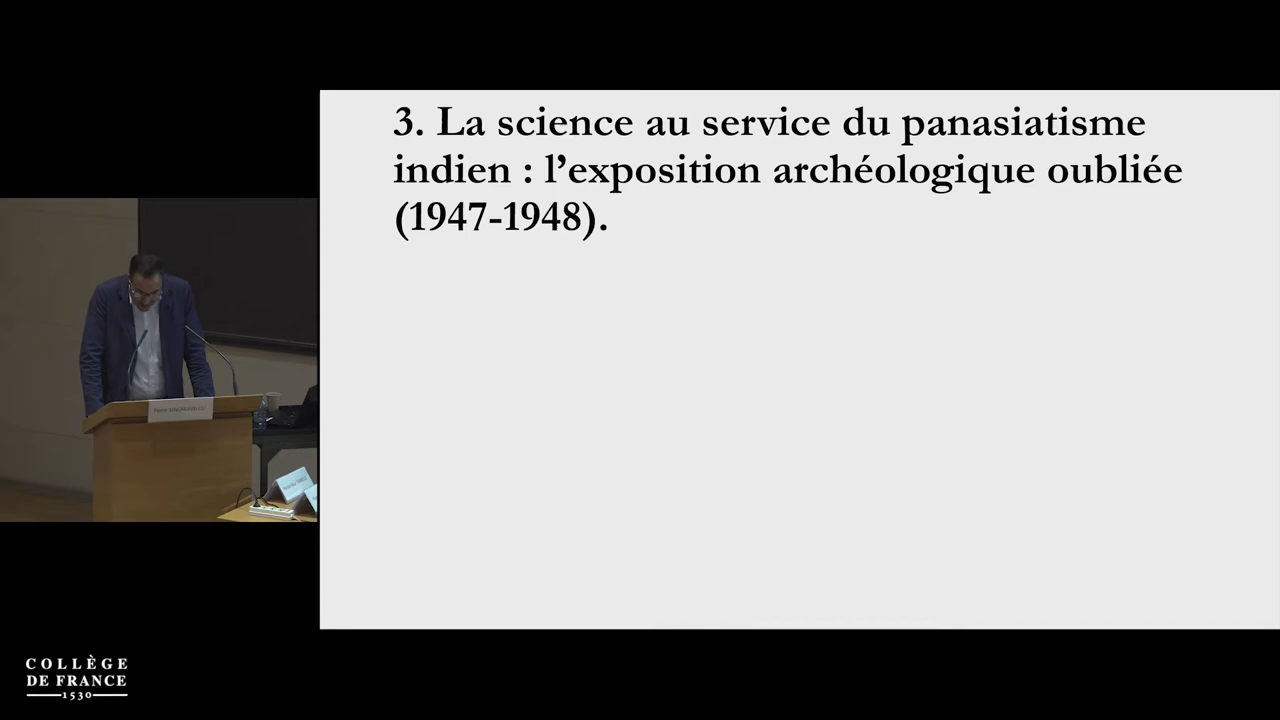 3. La science au service du panasiatisme
indien : l’exposition archéologique oubliée
(1947-1948).
COLLÈGE
DE FRANCE
1530